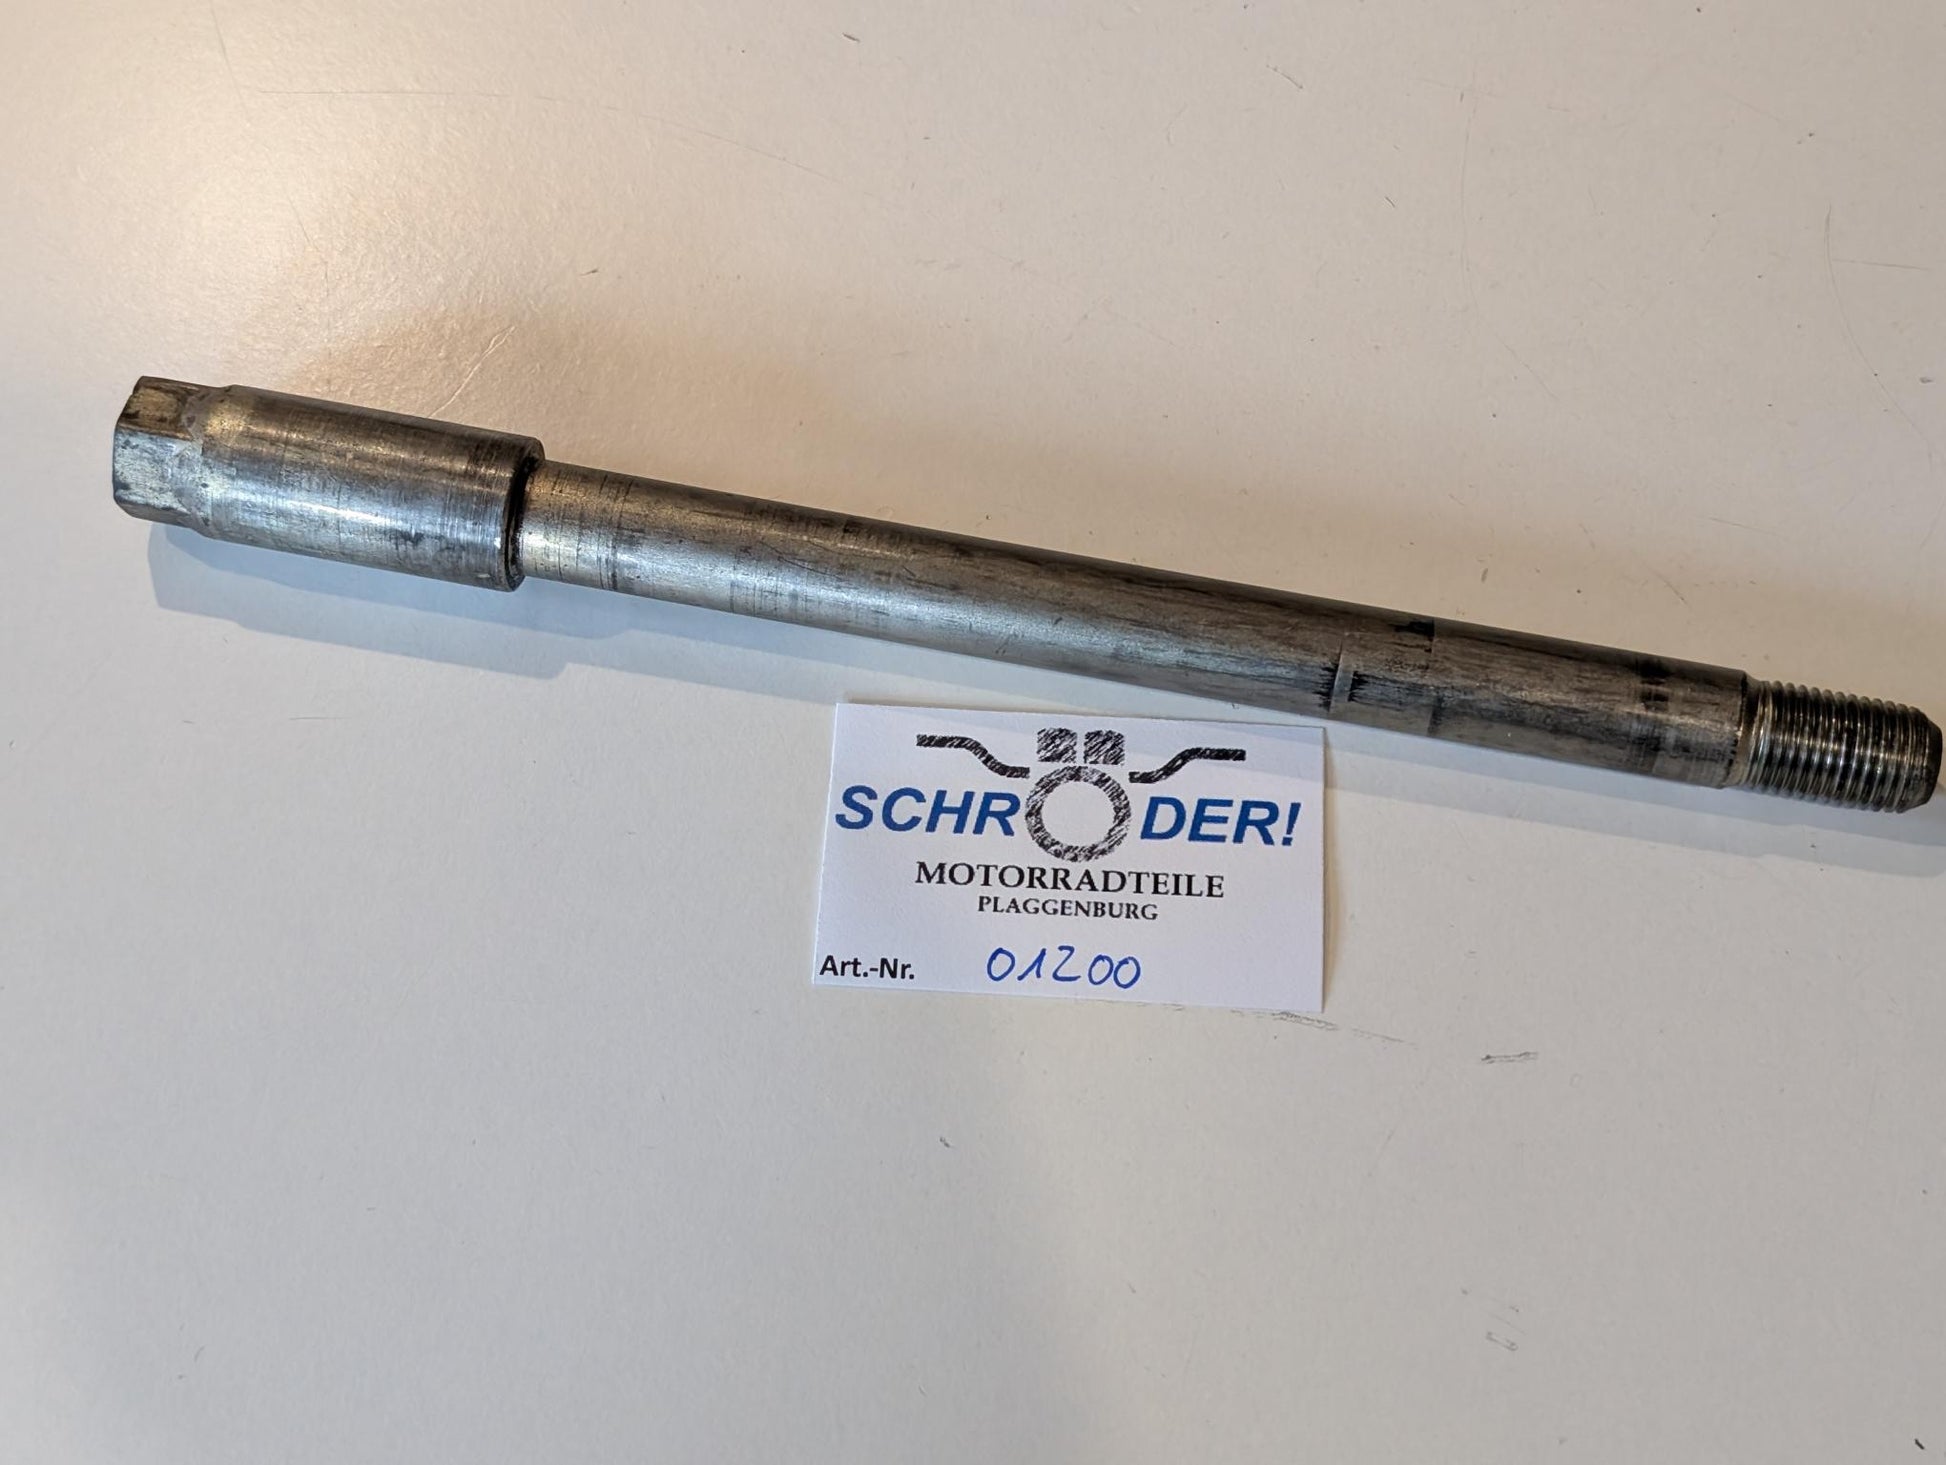 SCHRÖDER!
MOTORRADTEILE
PLAGGENBURG
Art.-Nr. 01200